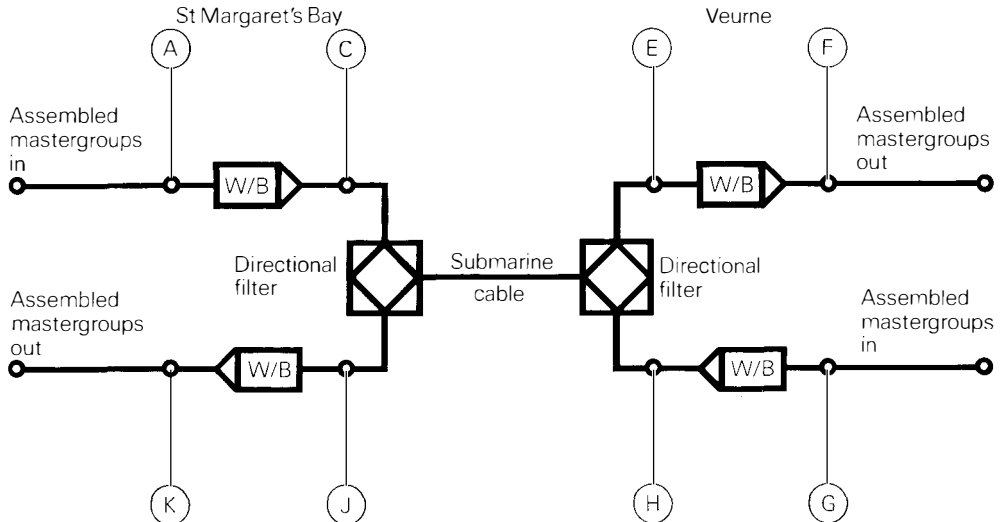 St Margaret's Bay
Veurne
A
C
E
F
Assembled
mastergroups
in
Assembled
mastergroups
out
W/B
W/B
Directional
filter
Submarine
cable
Directional
filter
Assembled
mastergroups
out
Assembled
mastergroups
in
W/B
W/B
K
J
H
G